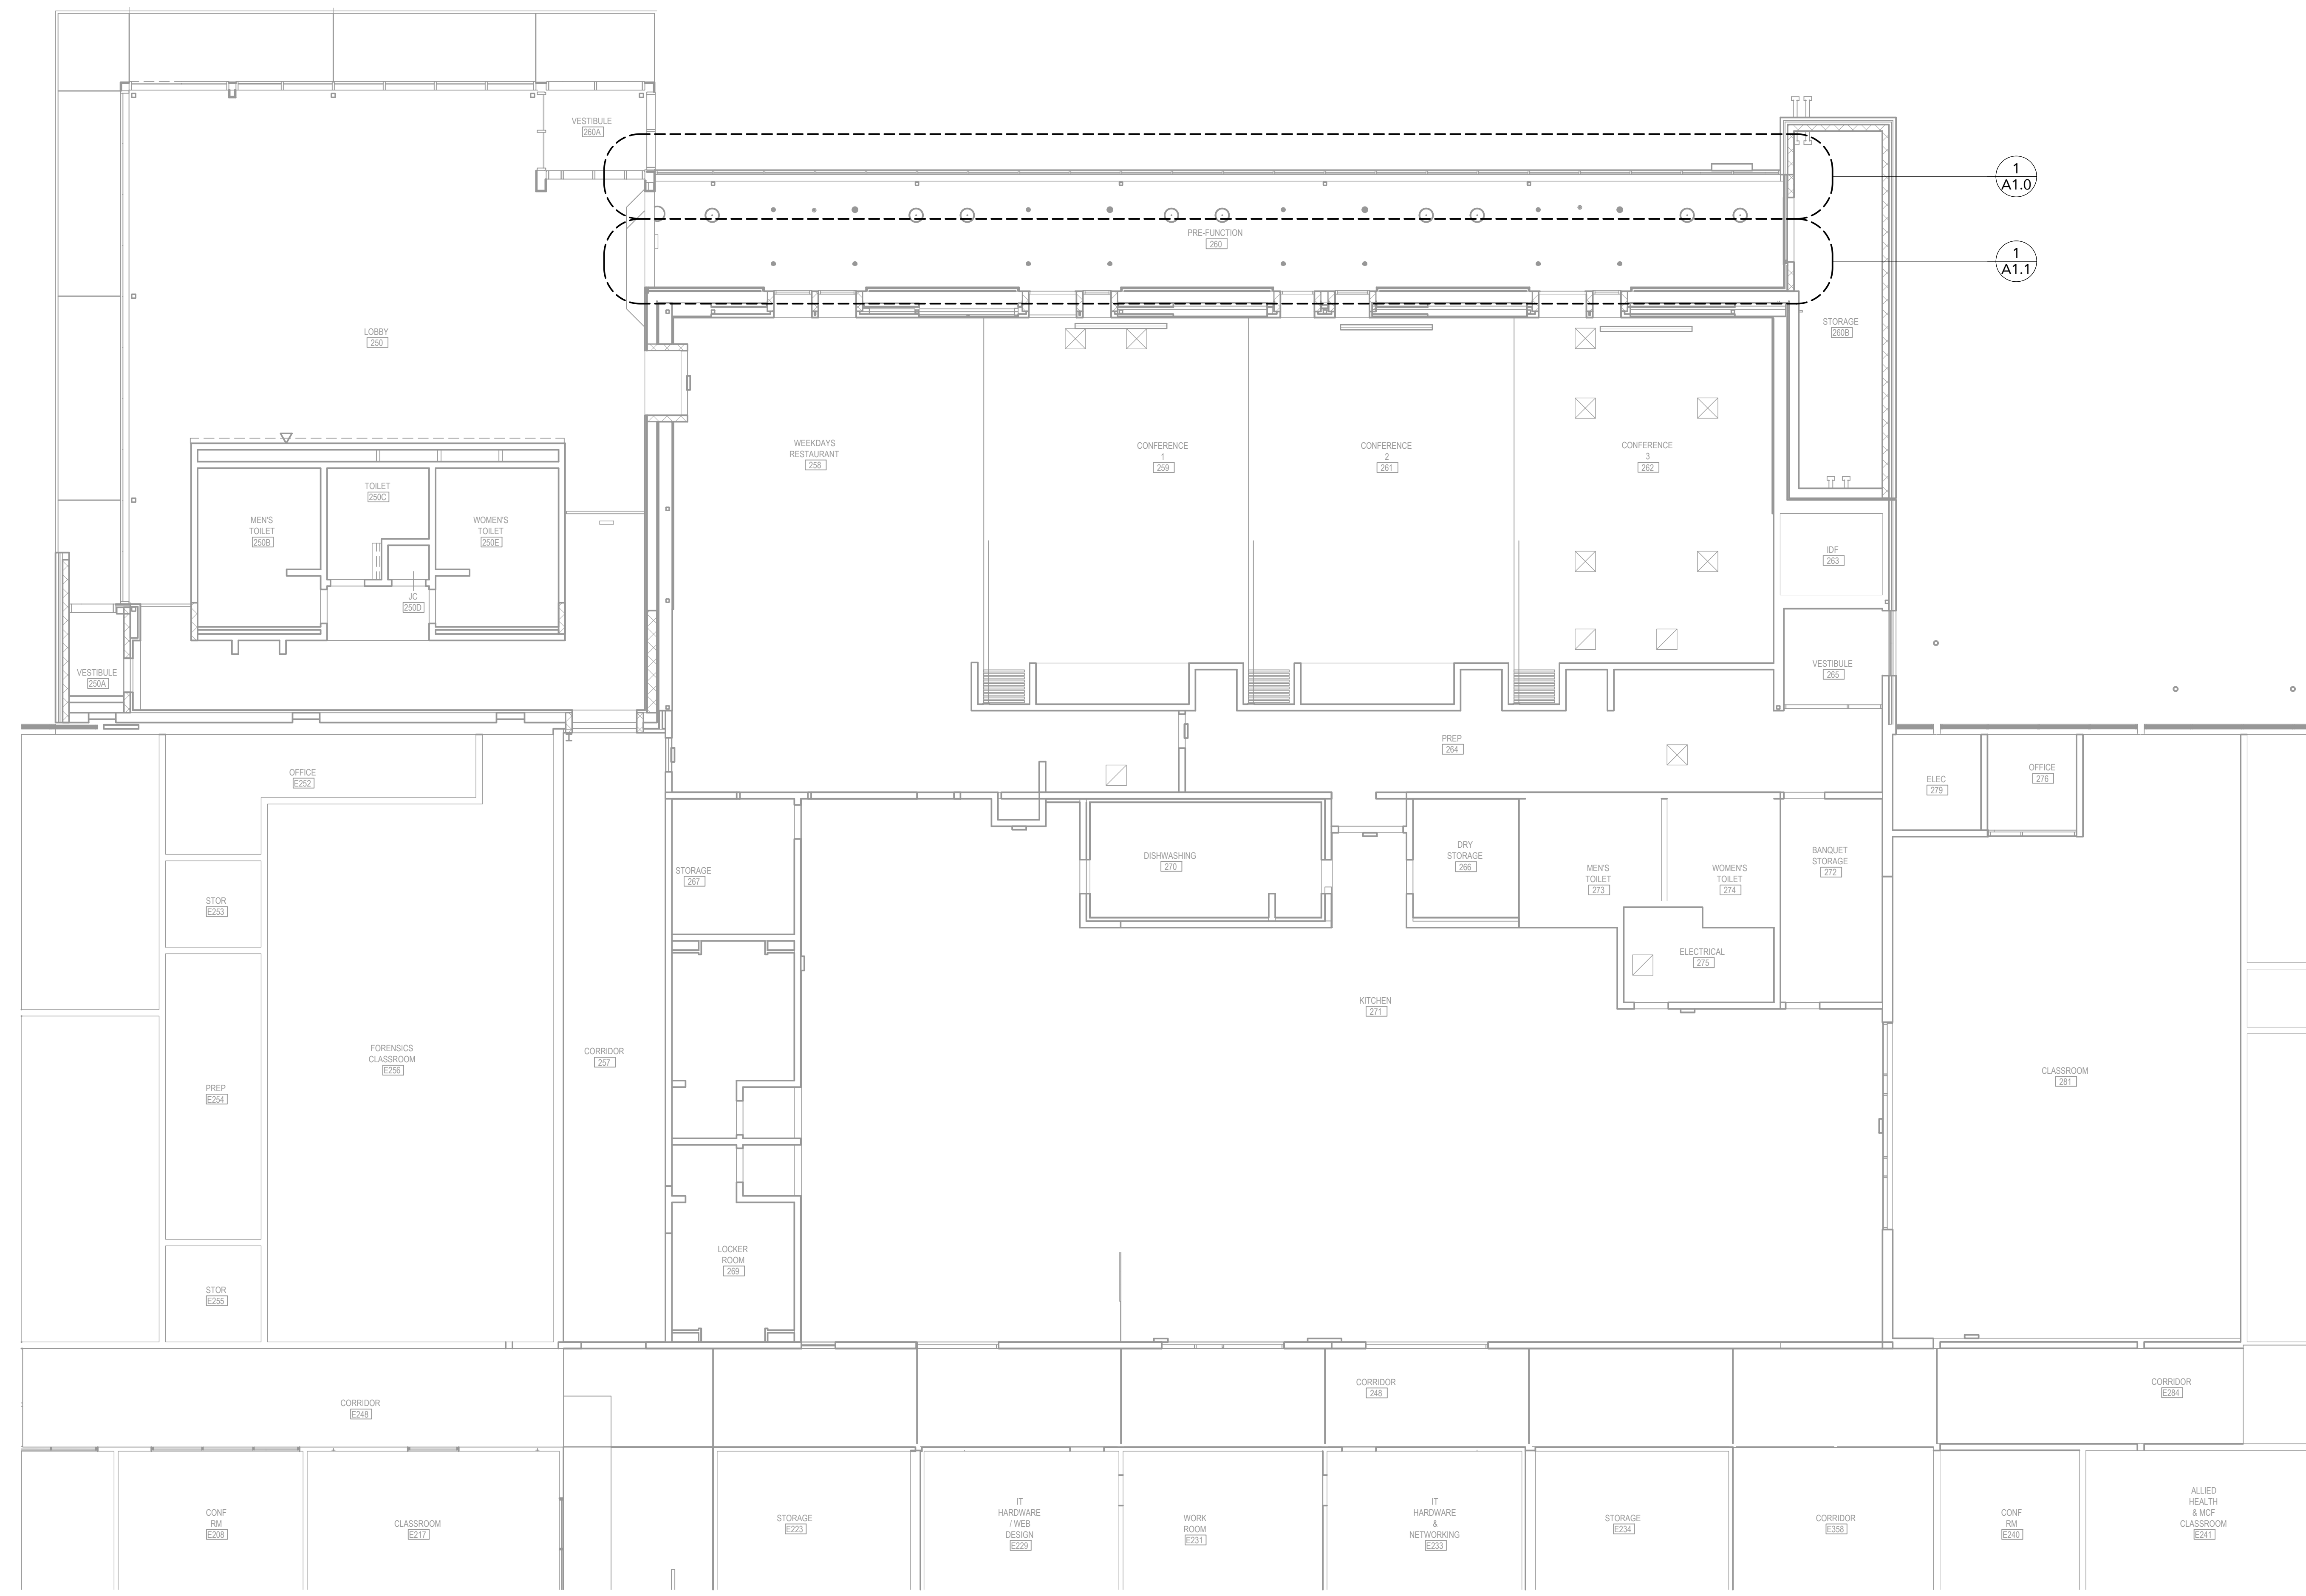 VESTIBULE
260A
1
A1.0
PRE-FUNCTION
260
1
A1.1
LOBBY
250
STORAGE
260B
WEEKDAYS
RESTAURANT
258
CONFERENCE
1
259
CONFERENCE
2
261
CONFERENCE
3
262
TOILET
250C
MEN'S
TOILET
250B
WOMEN'S
TOILET
250E
JC
250D
IDF
263
VESTIBULE
250A
VESTIBULE
265
PREP
264
OFFICE
E252
ELEC
279
OFFICE
276
STORAGE
267
DISHWASHING
270
DRY
STORAGE
266
MEN'S
TOILET
273
WOMEN'S
TOILET
274
BANQUET
STORAGE
272
STOR
E253
ELECTRICAL
275
KITCHEN
271
FORENSICS
CLASSROOM
E256
CORRIDOR
257
PREP
E254
CLASSROOM
281
LOCKER
ROOM
269
STOR
E255
CORRIDOR
E248
CORRIDOR
248
CORRIDOR
E284
CONF
RM
E208
CLASSROOM
E217
STORAGE
E223
IT
HARDWARE
/ WEB
DESIGN
E229
WORK
ROOM
E231
IT
HARDWARE
&
NETWORKING
E233
STORAGE
E234
CORRIDOR
E358
CONF
RM
E240
ALLIED
HEALTH
& MCF
CLASSROOM
E241